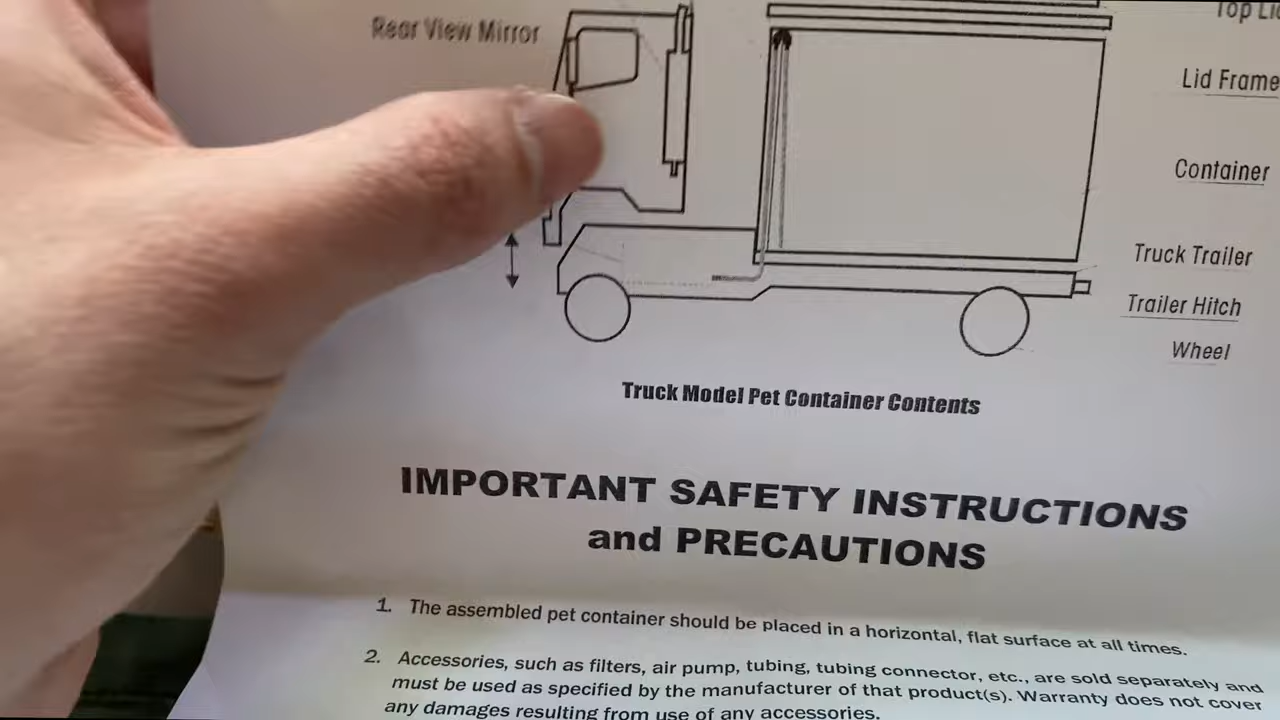 Top
Rear View Mirror
Lid Frame
Container
Truck Trailer
Trailer Hitch
Wheel
Truck Model Pet Container Contents
IMPORTANT SAFETY INSTRUCTIONS
and PRECAUTIONS
1. The assembled pet container should be placed in a horizontal, flat surface at all times.
2. Accessories, such as filters, air pump, tubing, tubing connector, etc., are sold separately and
must be used as specified by the manufacturer of that product(s). Warranty does not cover
any damages resulting from use of any accessories.